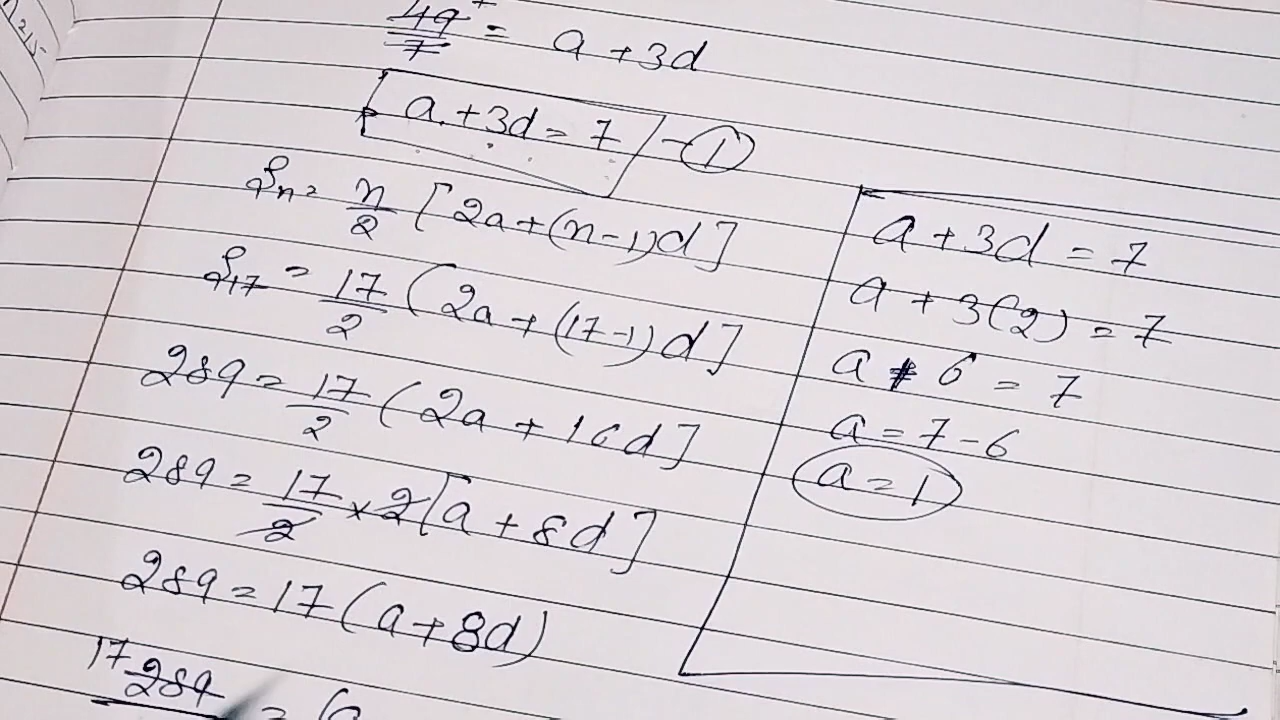 49/7 = a + 3d
a + 3d = 7 - ①
Sn = n/2 [2a + (n-1)d]
S17 = 17/2 (2a + (17-1)d]
289 = 17/2 (2a + 16d]
289 = 17/2 × 2[a + 8d]
289 = 17(a + 8d)
17 289 = (a
a + 3d = 7
a + 3(2) = 7
a + 6 = 7
a = 7 - 6
a = 1